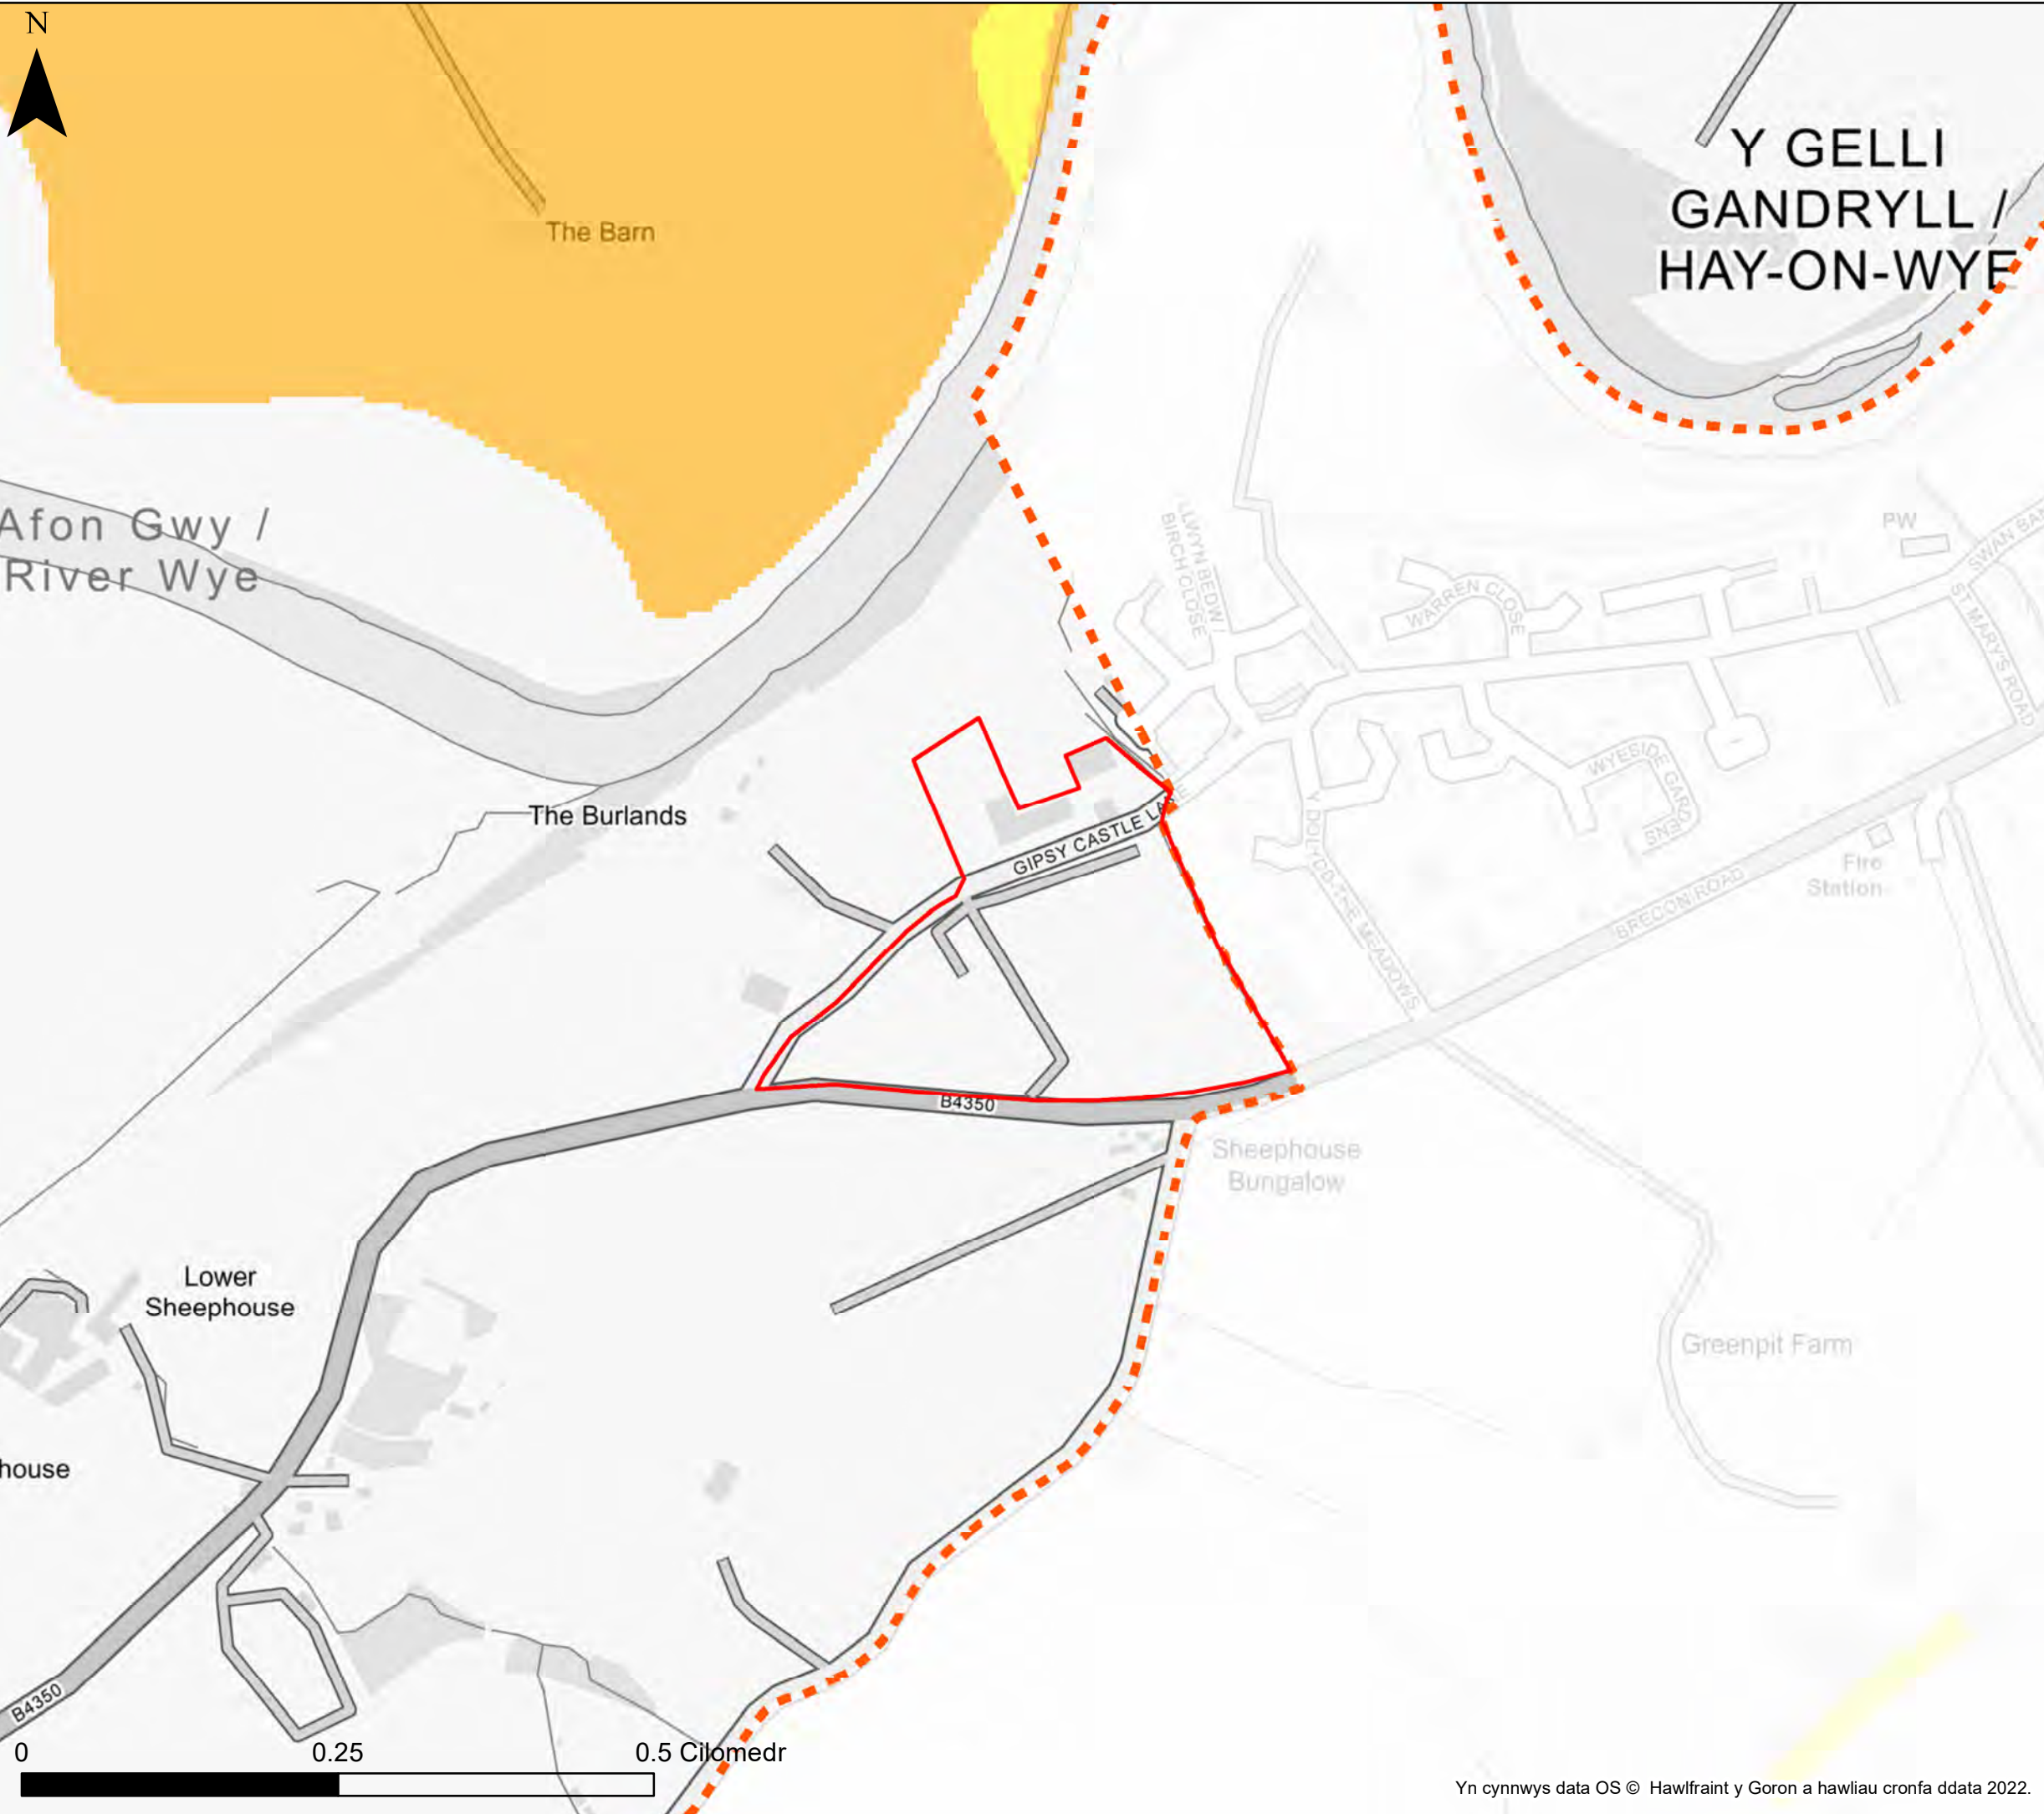 N
Y GELLI
GANDRYLL /
HAY-ON-WYE
The Barn
Afon Gwy /
River Wye
PW
SWAN BAN
LLWYN BEDW /
BIRCH CLOSE
WARREN CLOSE
ST MARY'S ROAD
WYESIDE GARDENS
The Burlands
GIPSY CASTLE LANE
Y DOLYDD / THE MEADOWS
Fire
Station
BRECON ROAD
B4350
Sheephouse
Bungalow
Lower
Sheephouse
Greenpit Farm
house
B4350
0 0.25 0.5 Cilomedr
Yn cynnwys data OS © Hawlfraint y Goron a hawliau cronfa ddata 2022.